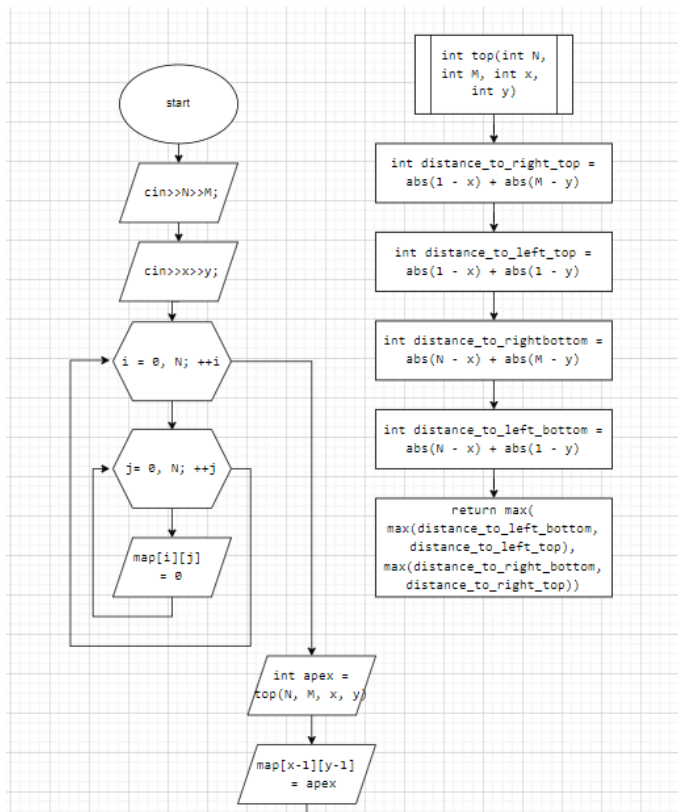 start
cin>>N>>M;
cin>>x>>y;
i = 0, N; ++i
j= 0, N; ++j
map[i][j]
= 0
int apex =
top(N, M, x, y)
map[x-1][y-1]
= apex
int top(int N,
int M, int x,
int y)
int distance_to_right_top =
abs(1 - x) + abs(M - y)
int distance_to_left_top =
abs(1 - x) + abs(1 - y)
int distance_to_rightbottom =
abs(N - x) + abs(M - y)
int distance_to_left_bottom =
abs(N - x) + abs(1 - y)
return max(
max(distance_to_left_bottom,
distance_to_left_top),
max(distance_to_right_bottom,
distance_to_right_top))